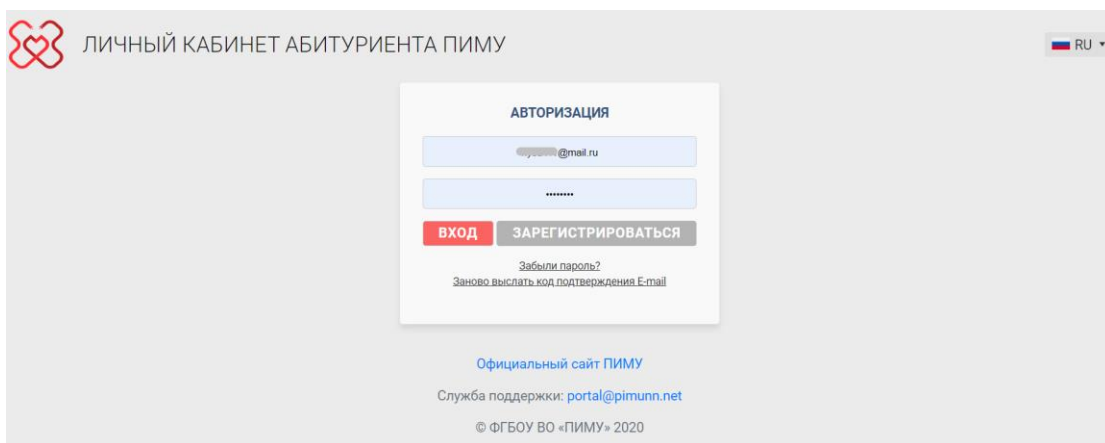 ЛИЧНЫЙ КАБИНЕТ АБИТУРИЕНТА ПИМУ
RU
АВТОРИЗАЦИЯ
@mail.ru
••••••••
ВХОД ЗАРЕГИСТРИРОВАТЬСЯ
Забыли пароль?
Заново выслать код подтверждения E-mail
Официальный сайт ПИМУ
Служба поддержки: portal@pimunn.net
© ФГБОУ ВО «ПИМУ» 2020